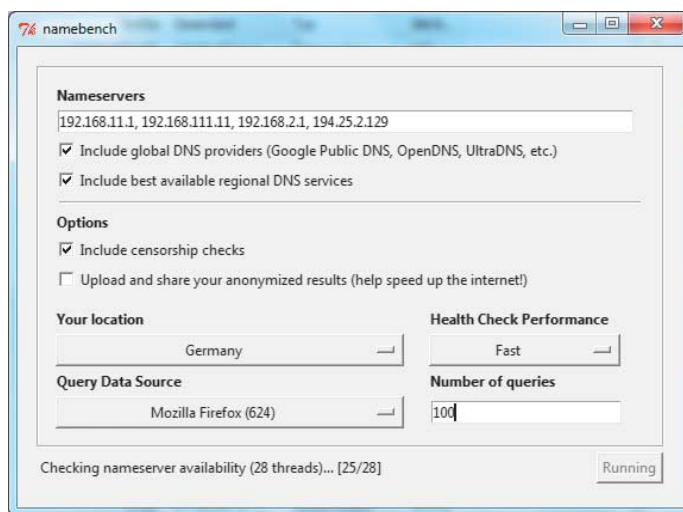 namebench
Nameservers
192.168.11.1, 192.168.111.11, 192.168.2.1, 194.25.2.129
Include global DNS providers (Google Public DNS, OpenDNS, UltraDNS, etc.)
Include best available regional DNS services
Options
Include censorship checks
Upload and share your anonymized results (help speed up the internet!)
Your location
Health Check Performance
Germany
Fast
Query Data Source
Number of queries
Mozilla Firefox (624)
100
Checking nameserver availability (28 threads)... [25/28]
Running